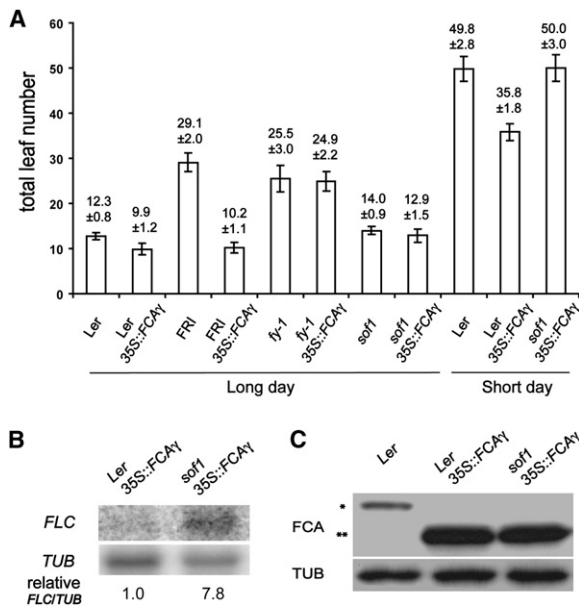 A
total leaf number
60
50
40
30
20
10
0
12.3
±0.8
9.9
±1.2
29.1
±2.0
10.2
±1.1
25.5
±3.0
24.9
±2.2
14.0
±0.9
12.9
±1.5
49.8
±2.8
35.8
±1.8
50.0
±3.0
Ler
Ler
35S::FCAγ
FRI
FRI
35S::FCAγ
fy-1
fy-1
35S::FCAγ
sof1
sof1
35S::FCAγ
Ler
Ler
35S::FCAγ
sof1
35S::FCAγ
Long day
Short day
B
Ler
35S::FCAγ
sof1
35S::FCAγ
FLC
TUB
relative
FLC/TUB
1.0
7.8
C
Ler
Ler
35S::FCAγ
sof1
35S::FCAγ
*
FCA
**
TUB